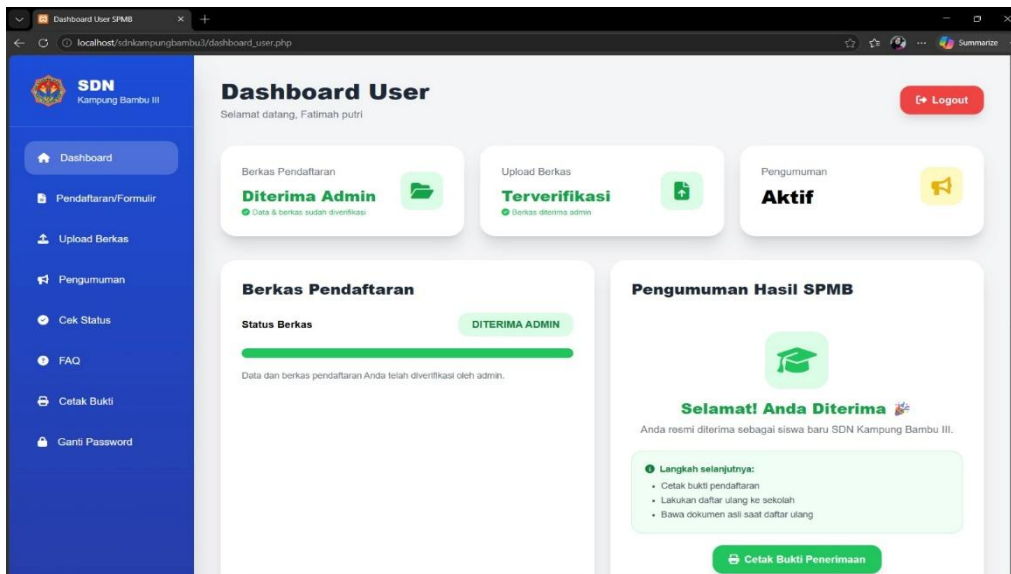 Dashboard User SPMB
localhost/sdnkampungbambu3/dashboard_user.php
Summarize
SDN
Kampung Bambu III
Dashboard
Pendaftaran/Formulir
Upload Berkas
Pengumuman
Cek Status
FAQ
Cetak Bukti
Ganti Password
Dashboard User
Selamat datang, Fatimah putri
Logout
Berkas Pendaftaran
Diterima Admin
Data & berkas sudah diverifikasi
Upload Berkas
Terverifikasi
Berkas diterima admin
Pengumuman
Aktif
Berkas Pendaftaran
Status Berkas
DITERIMA ADMIN
Data dan berkas pendaftaran Anda telah diverifikasi oleh admin.
Pengumuman Hasil SPMB
Selamat! Anda Diterima 🎉
Anda resmi diterima sebagai siswa baru SDN Kampung Bambu III.
Langkah selanjutnya:
• Cetak bukti pendaftaran
• Lakukan daftar ulang ke sekolah
• Bawa dokumen asli saat daftar ulang
Cetak Bukti Penerimaan